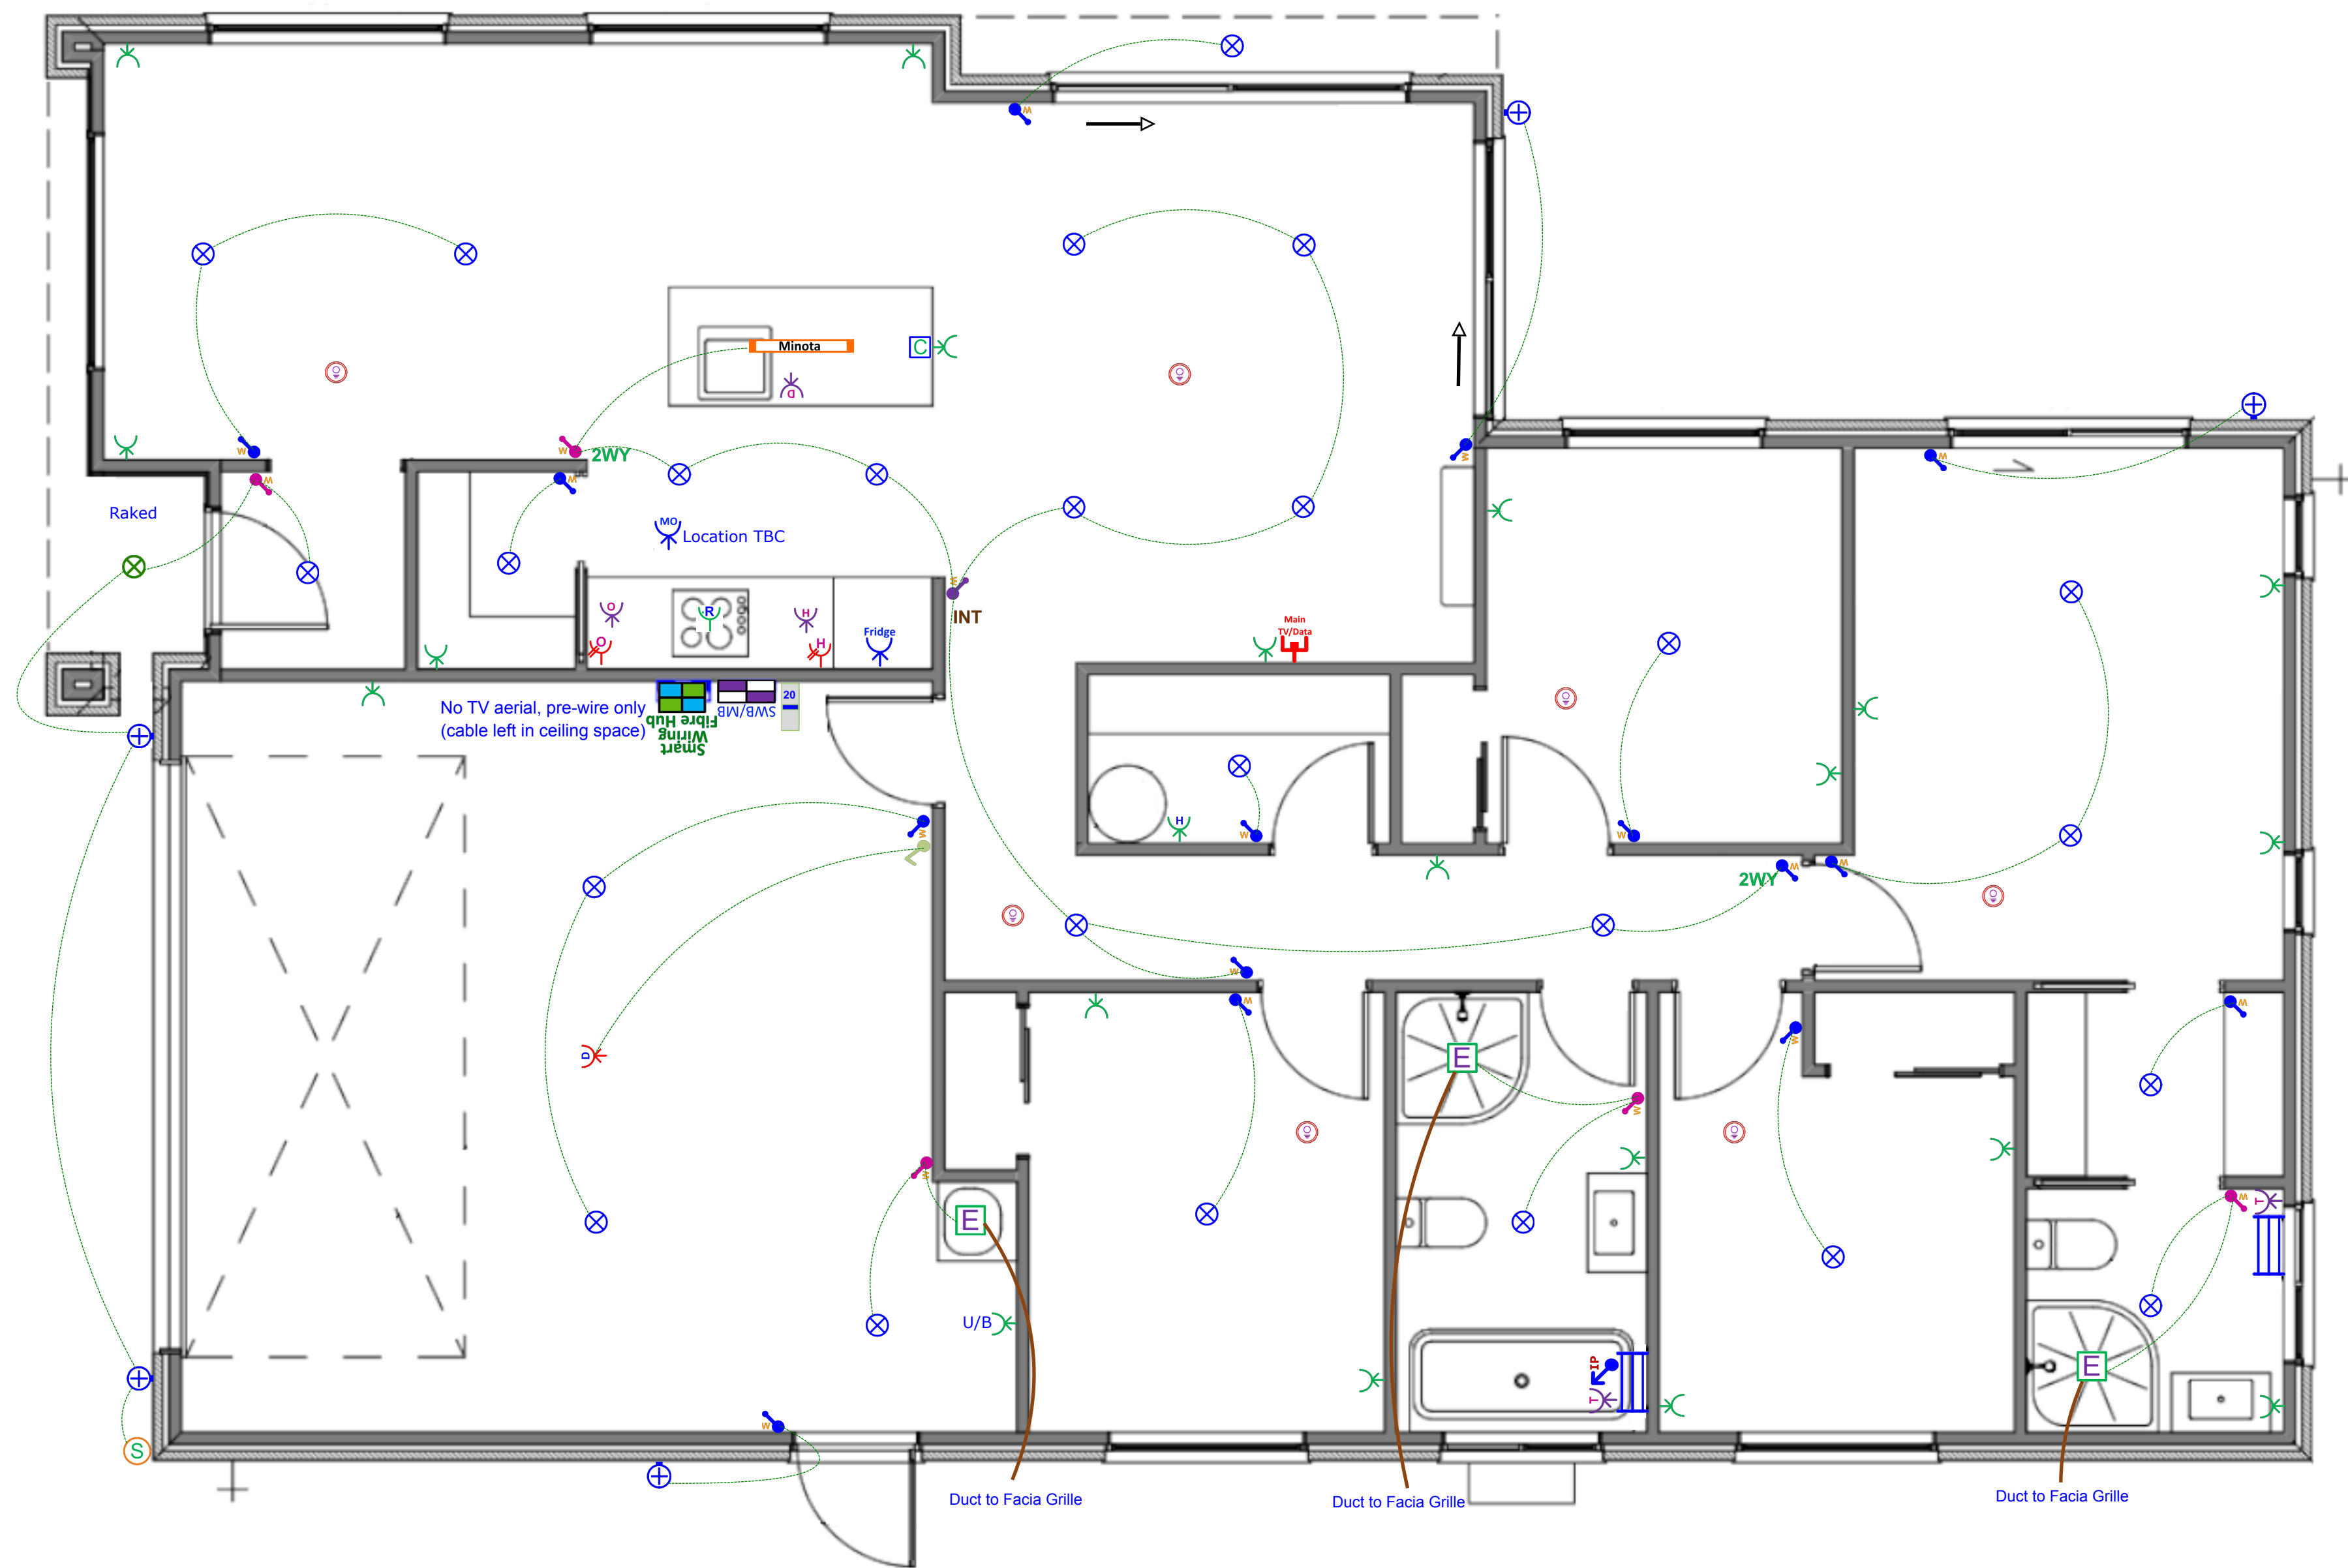 W
Minota
C
D
W
W
2WY
W
W
W
W
Raked
MO
Location TBC
W
INT
O
R
H
Fridge
O
H
Main
TV/Data
No TV aerial, pre-wire only
(cable left in ceiling space)
Smart
Wiring
Fibre Hub
SWB/MB
20
H
W
W
W
2WY
W
W
W
W
W
W
D
E
W
W
W
E
U/B
W
T
IP
T
E
W
S
Duct to Facia Grille
Duct to Facia Grille
Duct to Facia Grille